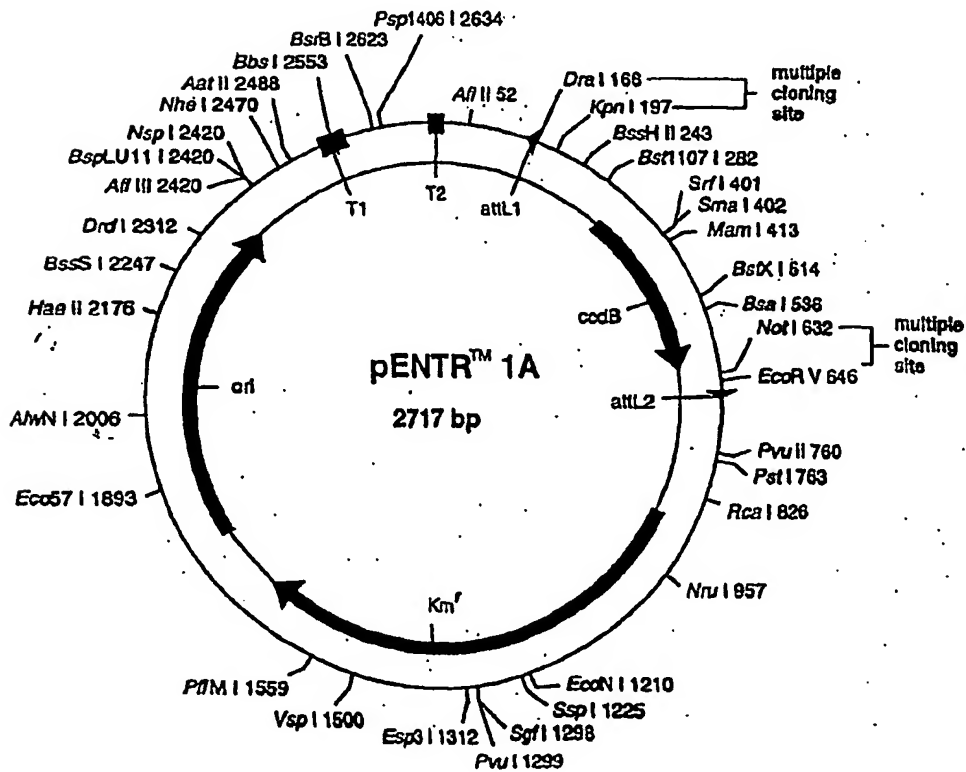 Psp1406 I 2634
BsrB I 2623
Bbs I 2553
Aat II 2488
Nhe I 2470
Nsp I 2420
BspLU11 I 2420
Afl III 2420
Drd I 2312
BssS I 2247
Hae II 2176
AlwN I 2006
Eco57 I 1893
PflM I 1559
Vsp I 1500
Esp3 I 1312
Pvu I 1299
Sgf I 1298
Ssp I 1225
EcoN I 1210
Nru I 957
Rca I 826
Pst I 763
Pvu II 760
EcoR V 646
Not I 632
multiple
cloning
site
Bsa I 536
BstX I 514
Mam I 413
Sma I 402
Srf I 401
Bst1107 I 282
BssH II 243
Kpn I 197
Dra I 166
multiple
cloning
site
Afl II 52
T1
T2
attL1
ccdB
attL2
Kmr
ori
pENTR™ 1A
2717 bp